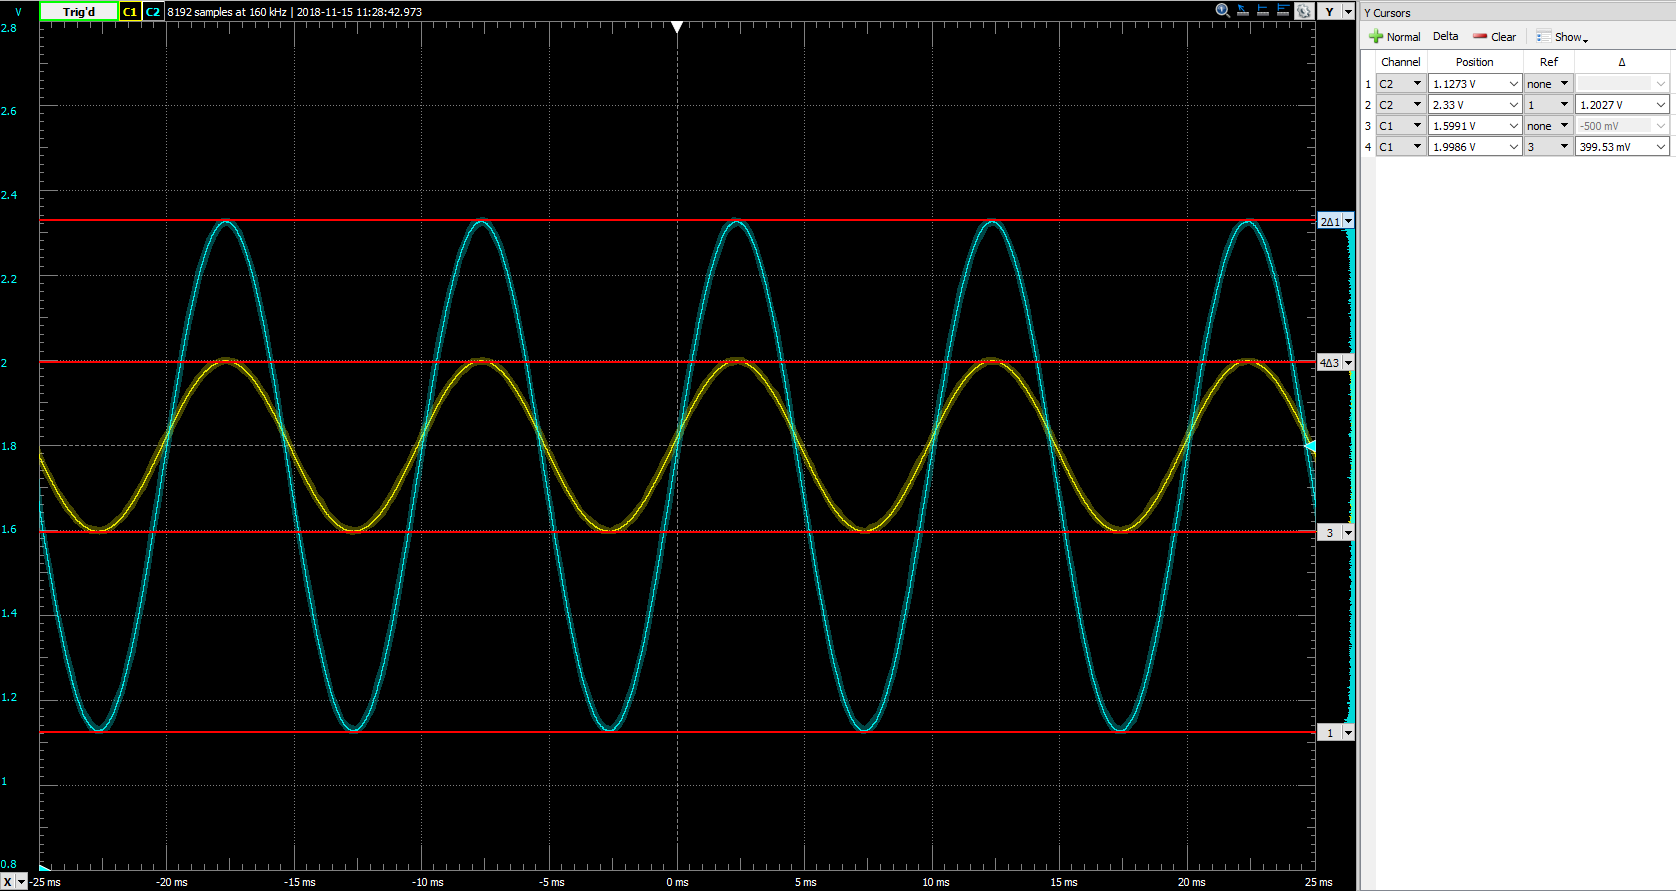 V Trig'd C1 C2 8192 samples at 160 kHz | 2018-11-15 11:28:42.973 Y
2.8
2.6
2.4
2.2
2
1.8
1.6
1.4
1.2
1
0.8
2Δ1
4Δ3
3
1
X -25 ms -20 ms -15 ms -10 ms -5 ms 0 ms 5 ms 10 ms 15 ms 20 ms 25 ms
Y Cursors
Normal Delta Clear Show
Channel Position Ref Δ
1 C2 1.1273 V none
2 C2 2.33 V 1 1.2027 V
3 C1 1.5991 V none -500 mV
4 C1 1.9986 V 3 399.53 mV